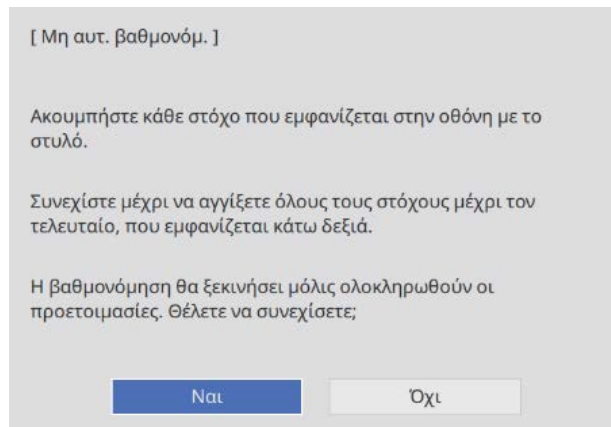 [ Μη αυτ. βαθμονόμ. ]
Ακουμπήστε κάθε στόχο που εμφανίζεται στην οθόνη με το
στυλό.
Συνεχίστε μέχρι να αγγίξετε όλους τους στόχους μέχρι τον
τελευταίο, που εμφανίζεται κάτω δεξιά.
Η βαθμονόμηση θα ξεκινήσει μόλις ολοκληρωθούν οι
προετοιμασίες. Θέλετε να συνεχίσετε;
Ναι Όχι